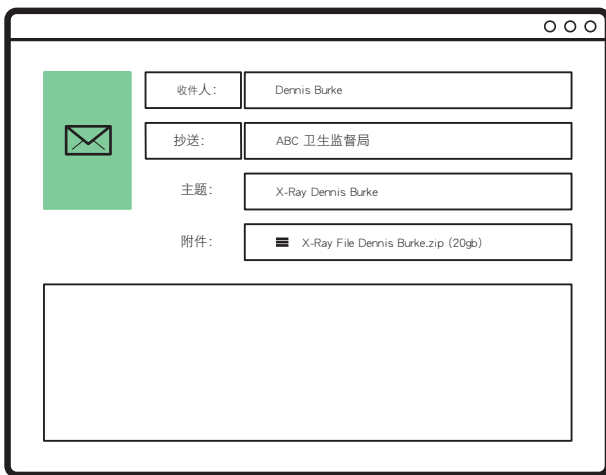 收件人： Dennis Burke
抄送： ABC 卫生监督局
主题： X-Ray Dennis Burke
附件： X-Ray File Dennis Burke.zip (20gb)